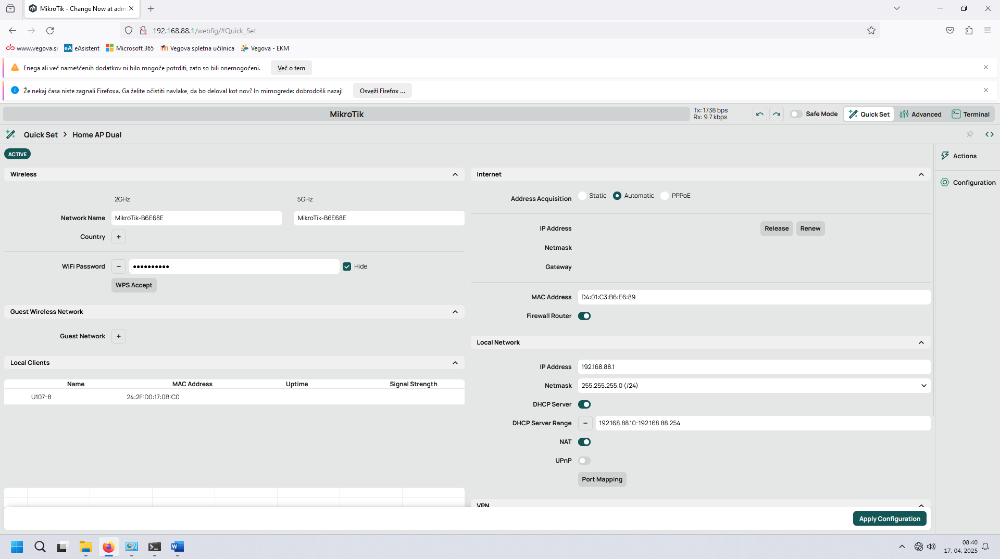 MikroTik - Change Now at adm
192.168.88.1/webfig/#Quick_Set
www.vegova.si
eA eAsistent
Microsoft 365
Vegova spletna učilnica
Vegova - EKM
Enega ali več nameščenih dodatkov ni bilo mogoče potrditi, zato so bili onemogočeni.
Več o tem
Že nekaj časa niste zagnali Firefoxa. Ga želite očistiti navlake, da bo deloval kot nov? In mimogrede: dobrodošli nazaj!
Osveži Firefox ...
MikroTik
Tx: 1738 bps
Rx: 9.7 kbps
Safe Mode
Quick Set
Advanced
Terminal
Quick Set > Home AP Dual
ACTIVE
Actions
Configuration
Wireless
2GHz 5GHz
Network Name MikroTik-B6E68E MikroTik-B6E68E
Country +
WiFi Password - •••••••••• Hide
WPS Accept
Guest Wireless Network
Guest Network +
Local Clients
Name MAC Address Uptime Signal Strength
U107-8 24:2F:D0:17:0B:C0
Internet
Address Acquisition Static Automatic PPPoE
IP Address Release Renew
Netmask
Gateway
MAC Address D4:01:C3:B6:E6:89
Firewall Router
Local Network
IP Address 192.168.88.1
Netmask 255.255.255.0 (/24)
DHCP Server
DHCP Server Range - 192.168.88.10-192.168.88.254
NAT
UPnP
Port Mapping
VPN
Apply Configuration
08:40
17. 04. 2025